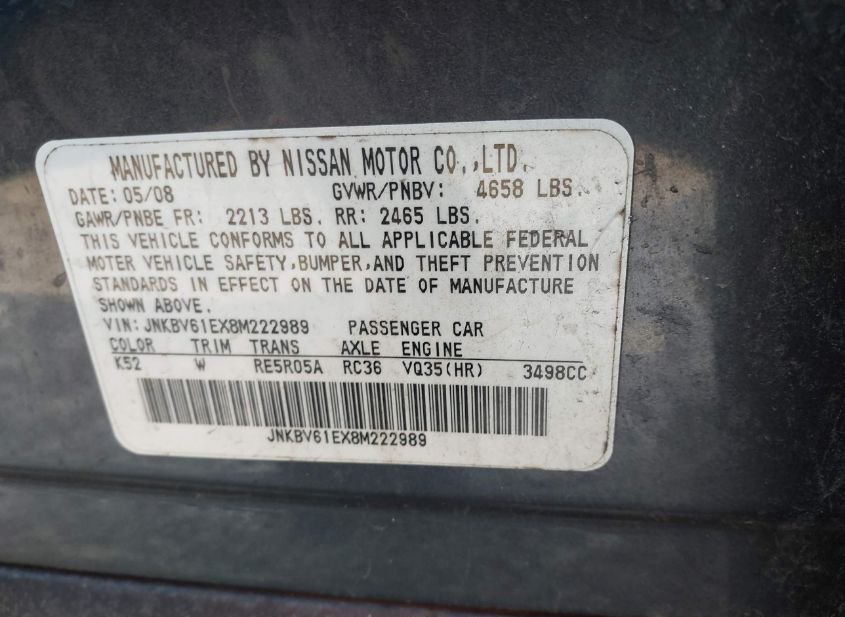 MANUFACTURED BY NISSAN MOTOR CO.,LTD.
DATE: 05/08 GVWR/PNBV: 4658 LBS.
GAWR/PNBE FR: 2213 LBS. RR: 2465 LBS.
THIS VEHICLE CONFORMS TO ALL APPLICABLE FEDERAL
MOTER VEHICLE SAFETY,BUMPER,AND THEFT PREVENTION
STANDARDS IN EFFECT ON THE DATE OF MANUFACTURE
SHOWN ABOVE.
VIN:JNKBV61EX8M222989 PASSENGER CAR
COLOR TRIM TRANS AXLE ENGINE
K52 W RE5R05A RC36 VQ35(HR) 3498CC
JNKBV61EX8M222989